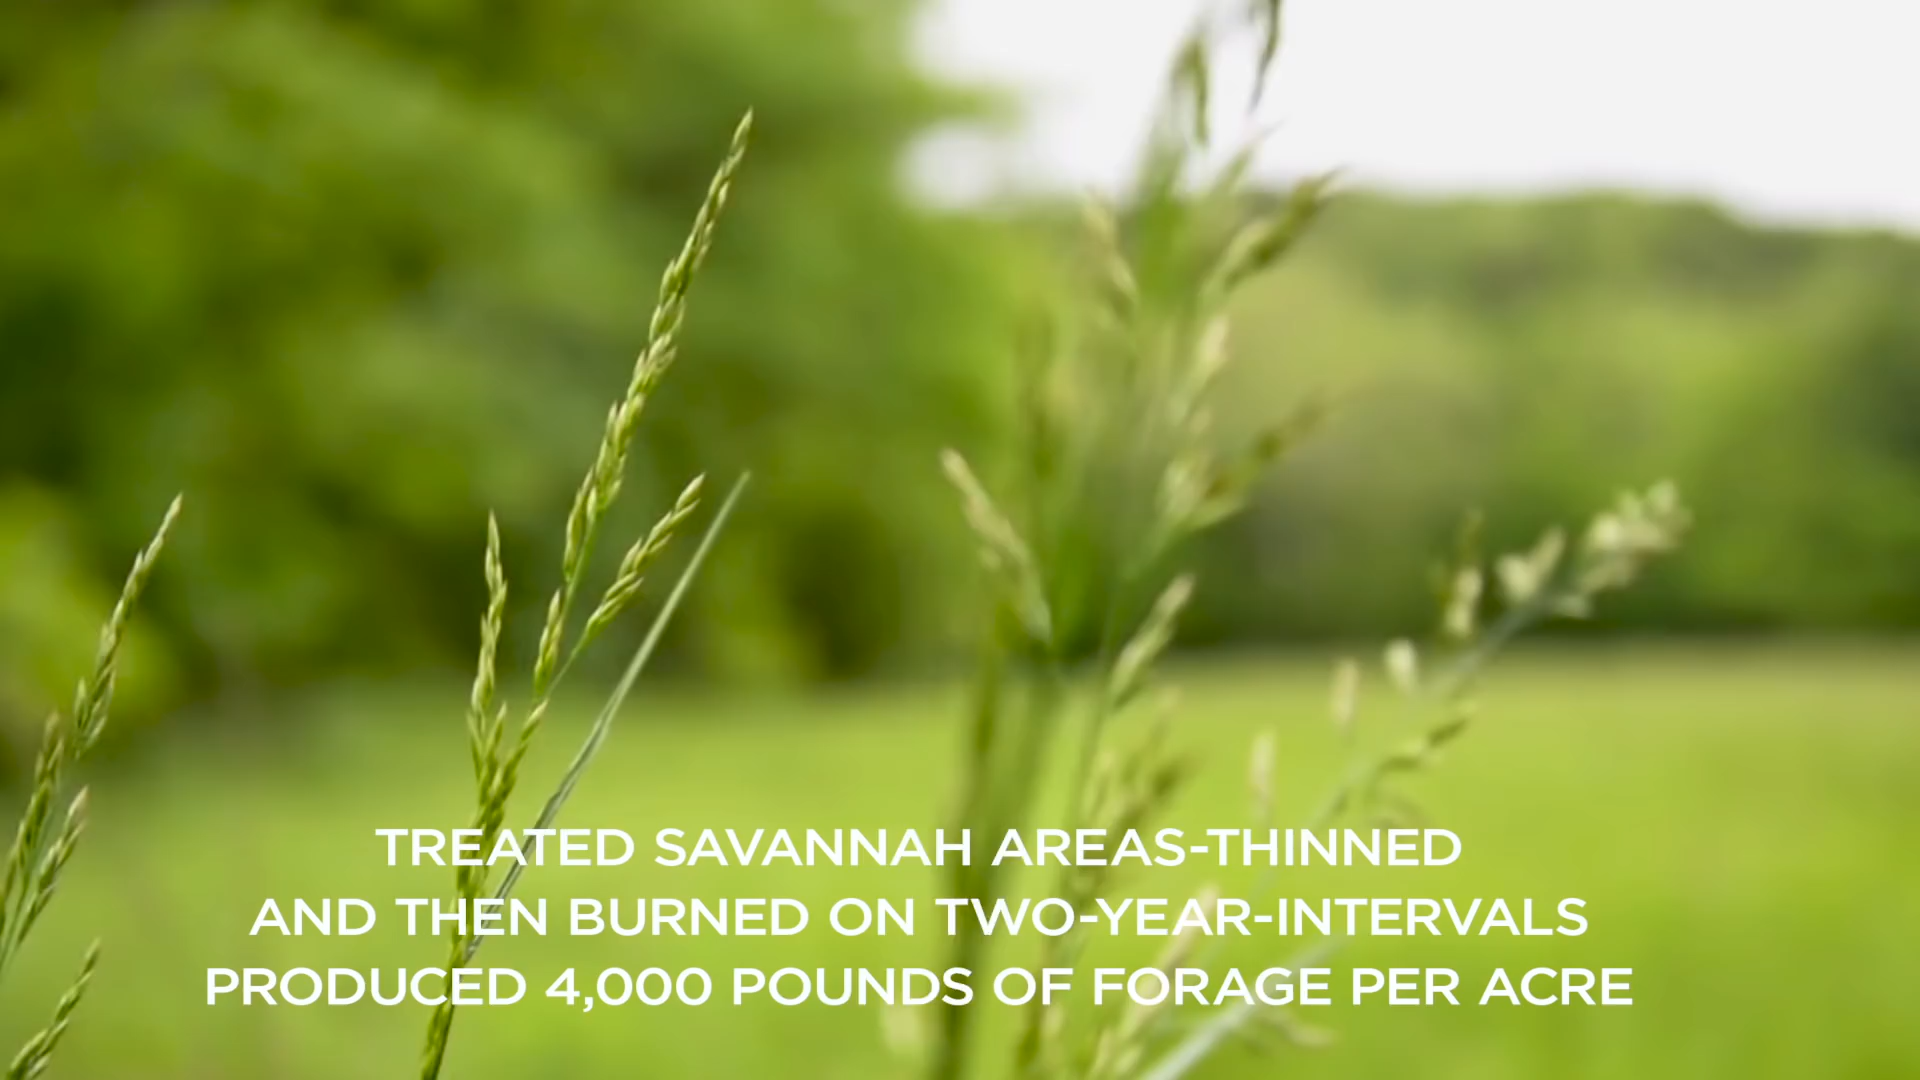 TREATED SAVANNAH AREAS-THINNED
AND THEN BURNED ON TWO-YEAR-INTERVALS
PRODUCED 4,000 POUNDS OF FORAGE PER ACRE